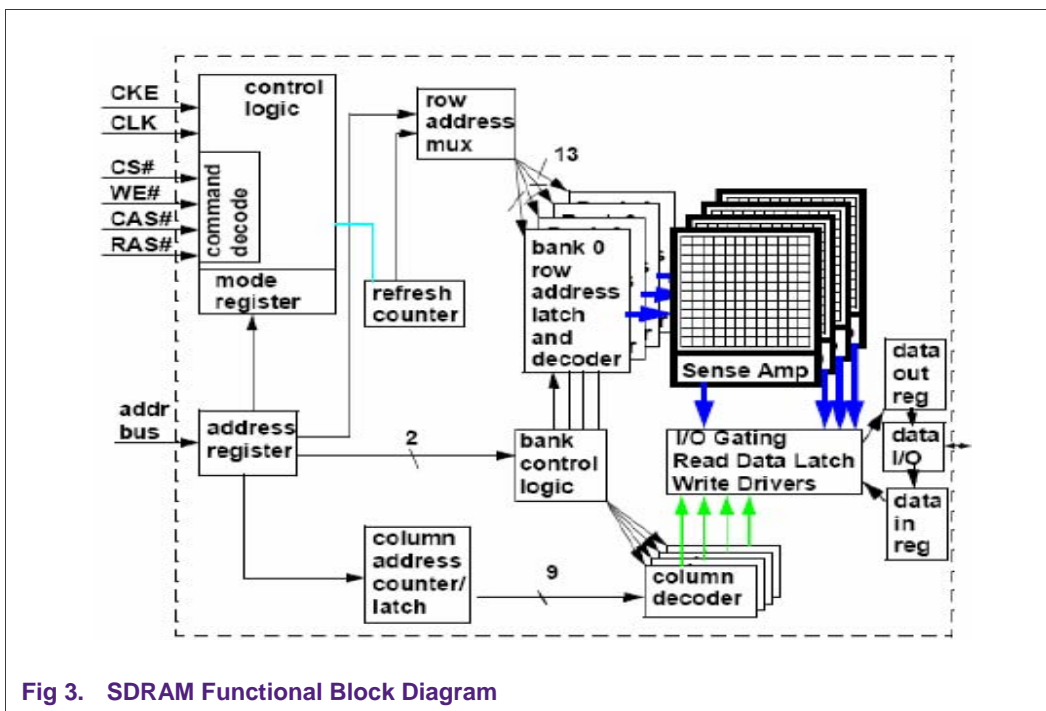 CKE
CLK
CS#
WE#
CAS#
RAS#
control
logic
command
decode
mode
register
row
address
mux
13
refresh
counter
bank 0
row
address
latch
and
decoder
Sense Amp
data
out
reg
data
I/O
data
in
reg
addr
bus
address
register
2
bank
control
logic
I/O Gating
Read Data Latch
Write Drivers
column
address
counter/
latch
9
column
decoder
Fig 3. SDRAM Functional Block Diagram